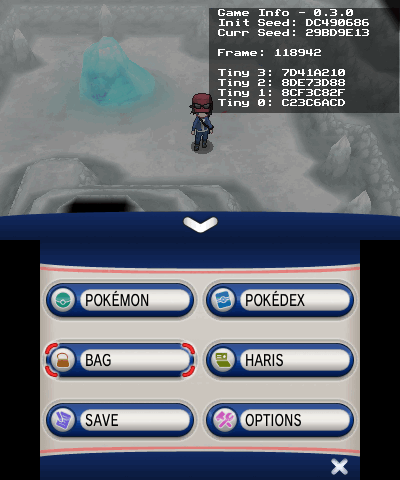 Game Info - 0.3.0
Init Seed: DC490686
Curr Seed: 29BD9E13
Frame: 118942
Tiny 3: 7D41A210
Tiny 2: 8DE73D88
Tiny 1: 8CF3C82F
Tiny 0: C23C6ACD
POKéMON
POKéDEX
BAG
HARIS
SAVE
OPTIONS